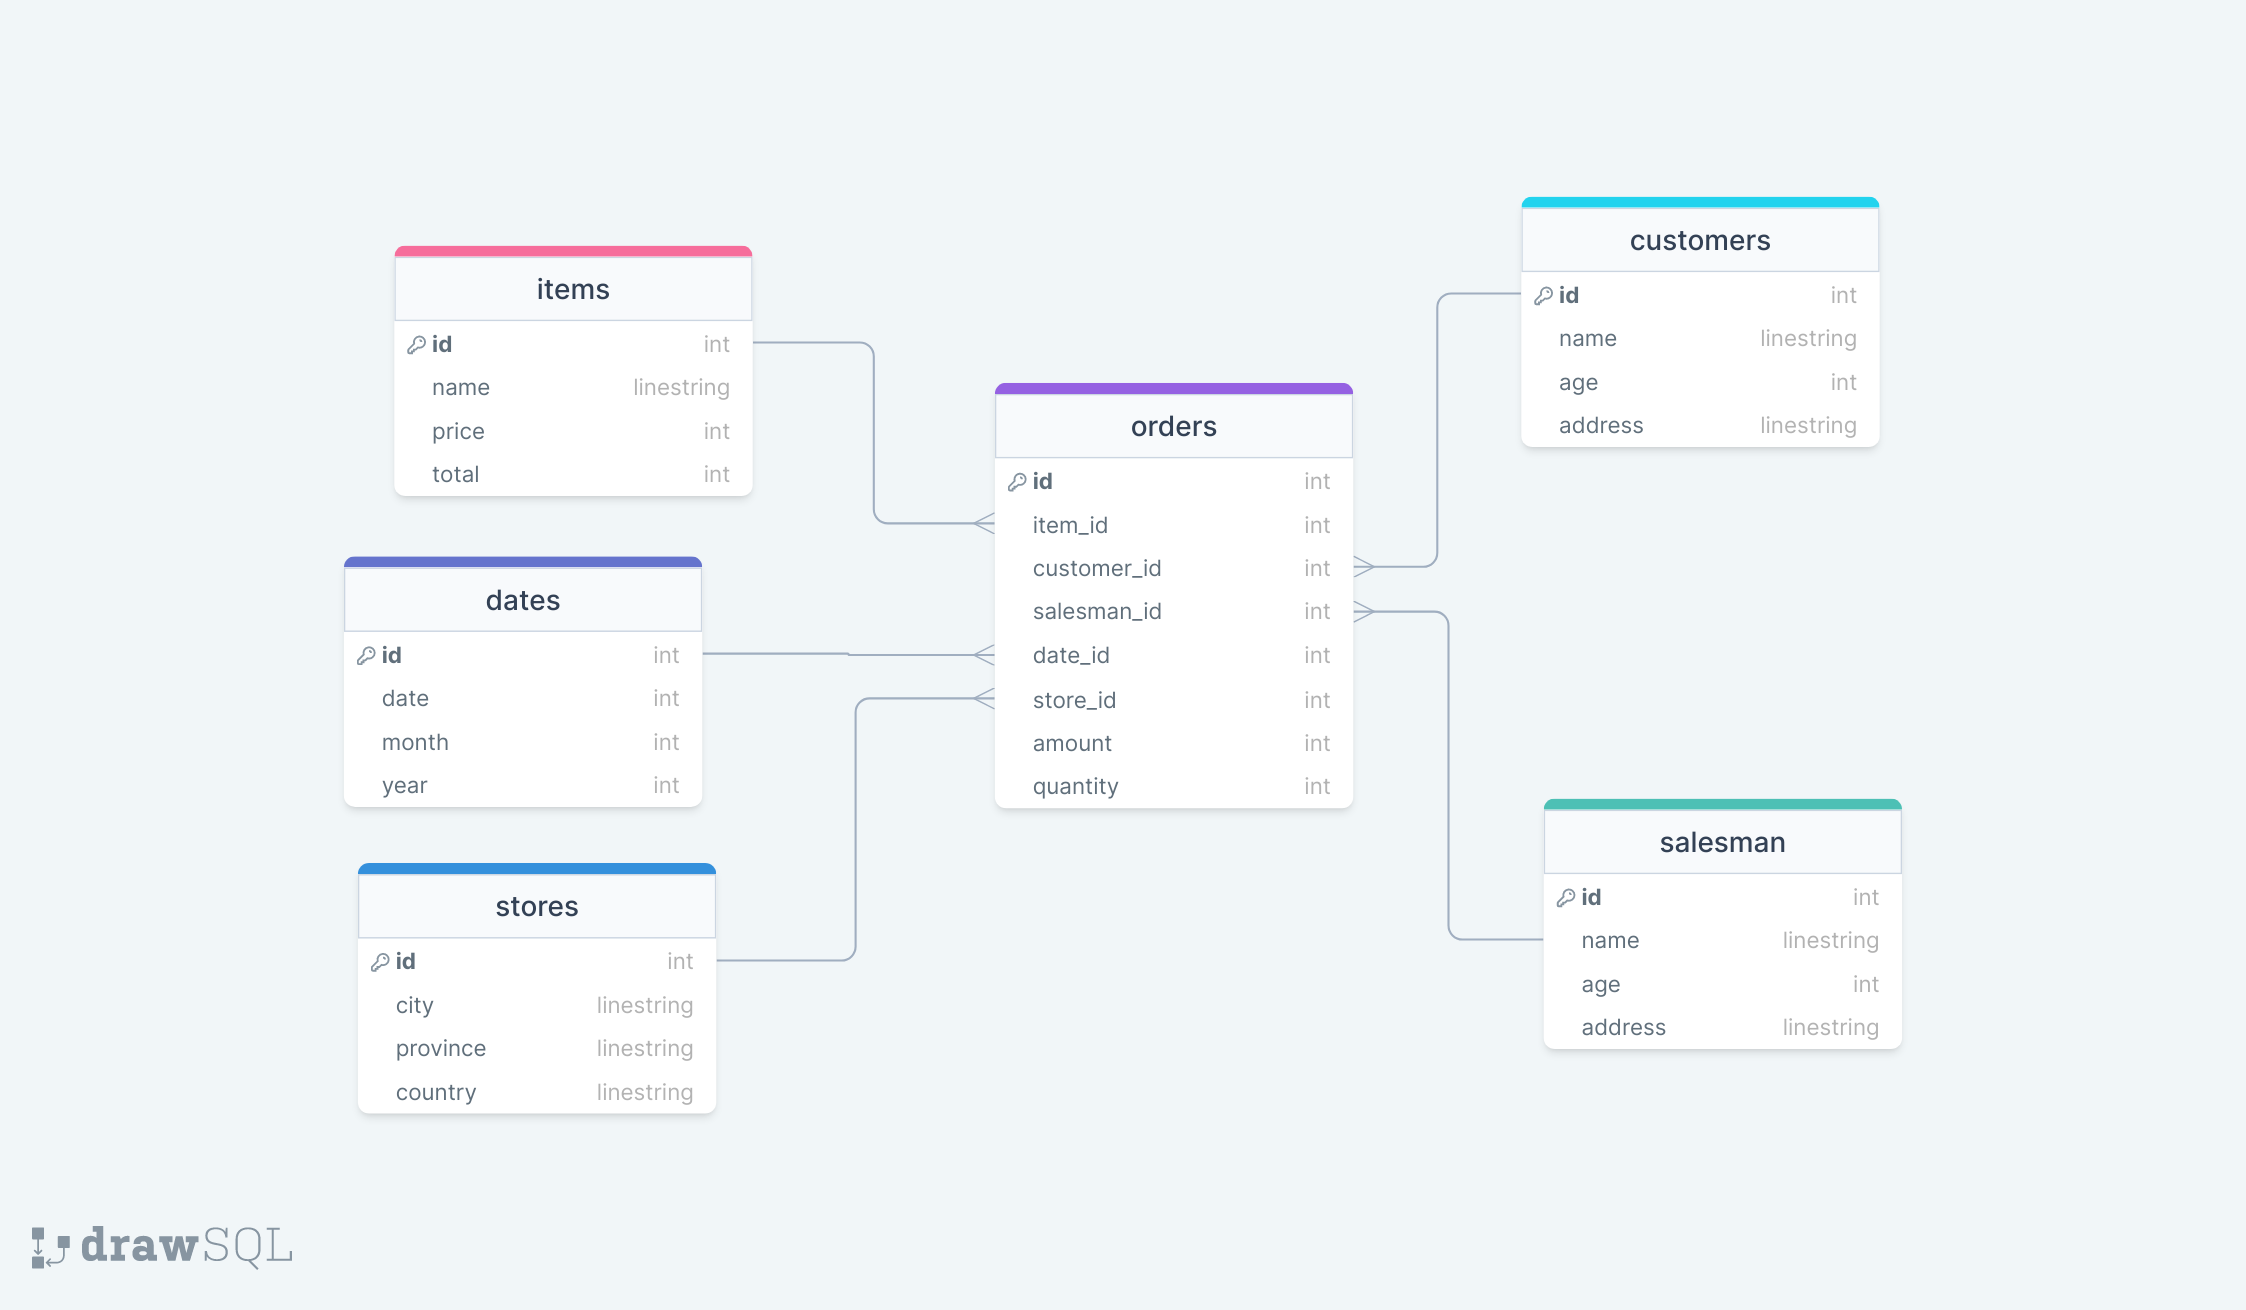 items
id int
name linestring
price int
total int
dates
id int
date int
month int
year int
stores
id int
city linestring
province linestring
country linestring
orders
id int
item_id int
customer_id int
salesman_id int
date_id int
store_id int
amount int
quantity int
customers
id int
name linestring
age int
address linestring
salesman
id int
name linestring
age int
address linestring
drawSQL